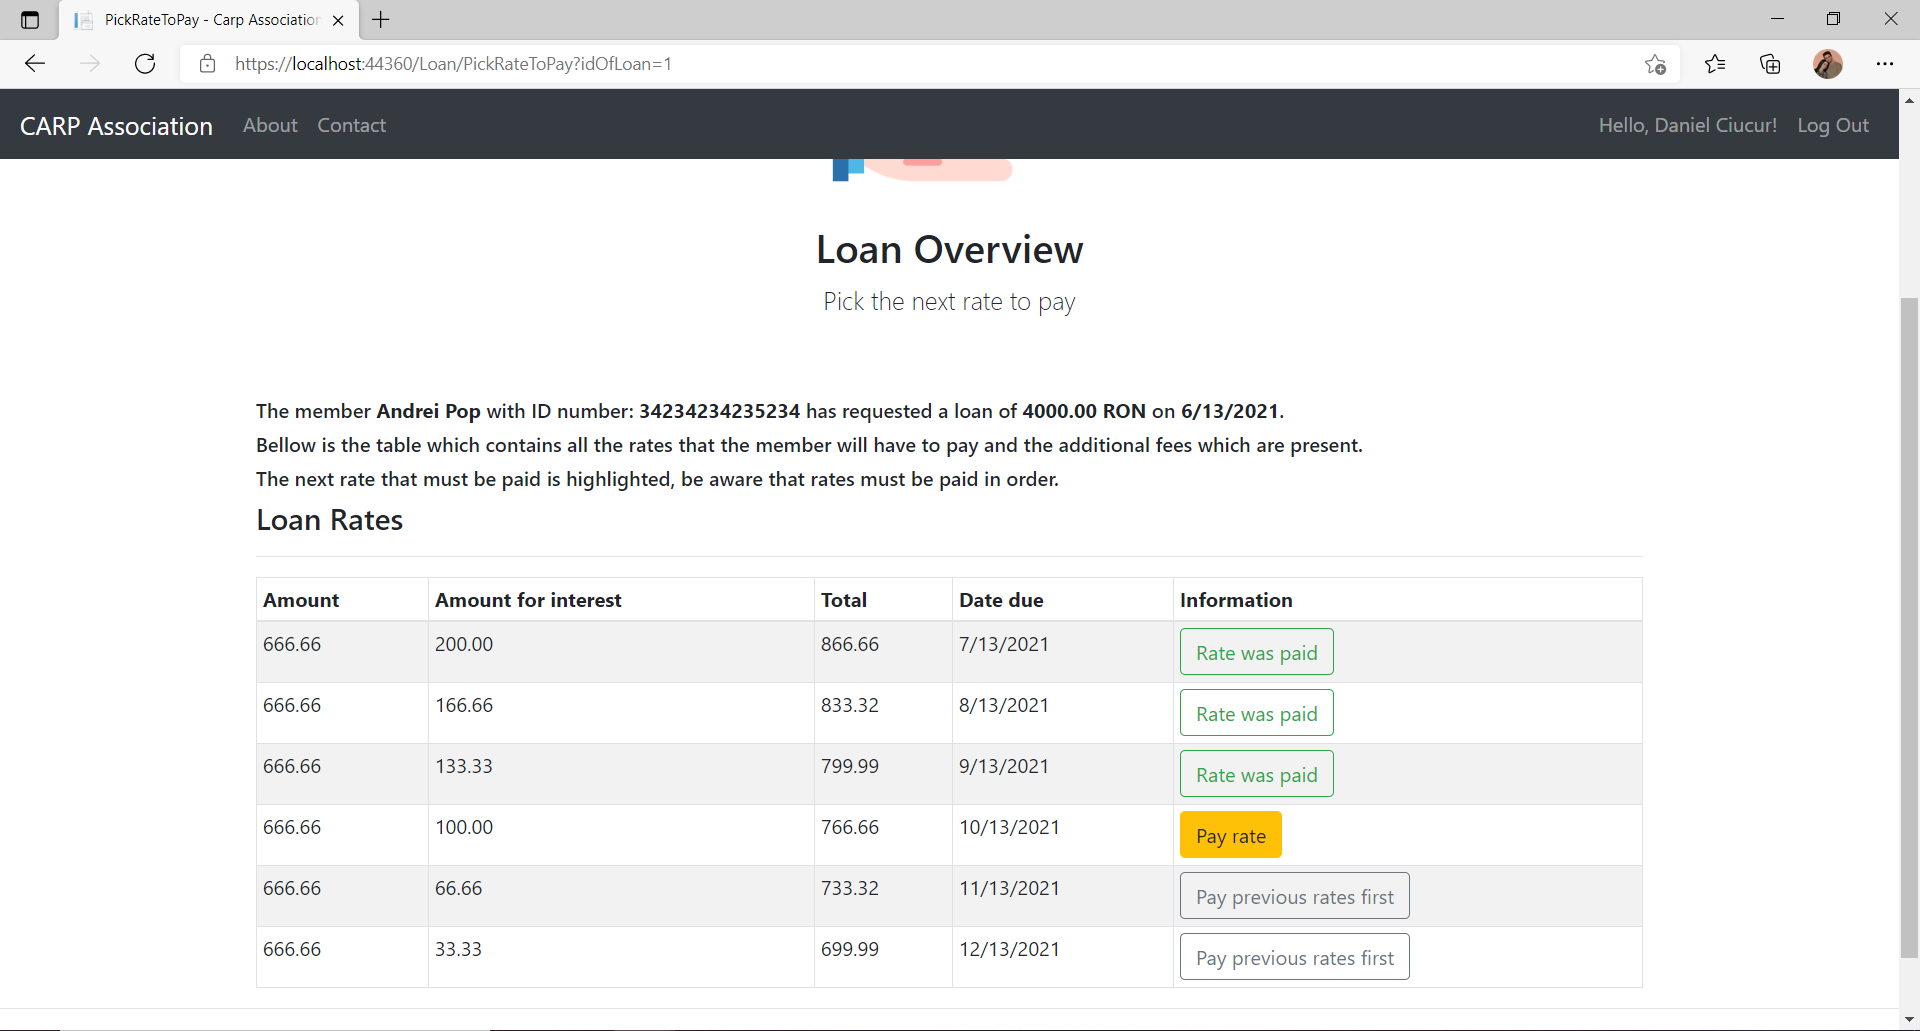 PickRateToPay - Carp Association
https://localhost:44360/Loan/PickRateToPay?idOfLoan=1
CARP Association About Contact Hello, Daniel Ciucur! Log Out
Loan Overview
Pick the next rate to pay
The member Andrei Pop with ID number: 34234234235234 has requested a loan of 4000.00 RON on 6/13/2021.
Bellow is the table which contains all the rates that the member will have to pay and the additional fees which are present.
The next rate that must be paid is highlighted, be aware that rates must be paid in order.
Loan Rates
Amount Amount for interest Total Date due Information
666.66 200.00 866.66 7/13/2021 Rate was paid
666.66 166.66 833.32 8/13/2021 Rate was paid
666.66 133.33 799.99 9/13/2021 Rate was paid
666.66 100.00 766.66 10/13/2021 Pay rate
666.66 66.66 733.32 11/13/2021 Pay previous rates first
666.66 33.33 699.99 12/13/2021 Pay previous rates first